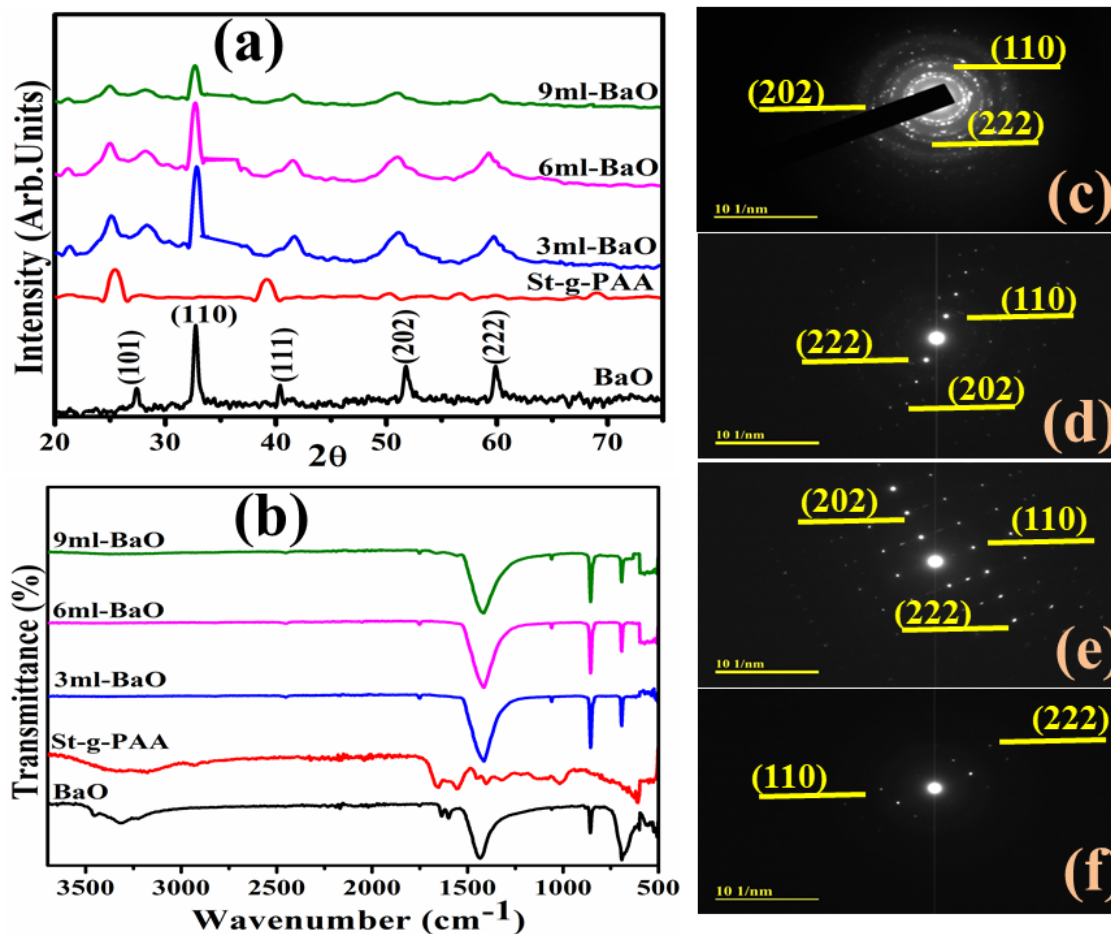 (a)
Intensity (Arb.Units)
9ml-BaO
6ml-BaO
3ml-BaO
St-g-PAA
BaO
(101)
(110)
(111)
(202)
(222)
20 30 40 50 60 70
2θ
(b)
Transmittance (%)
9ml-BaO
6ml-BaO
3ml-BaO
St-g-PAA
BaO
3500 3000 2500 2000 1500 1000 500
Wavenumber (cm⁻¹)
(110)
(202)
(222)
10 1/nm
(c)
(110)
(222)
(202)
10 1/nm
(d)
(202)
(110)
(222)
10 1/nm
(e)
(222)
(110)
10 1/nm
(f)